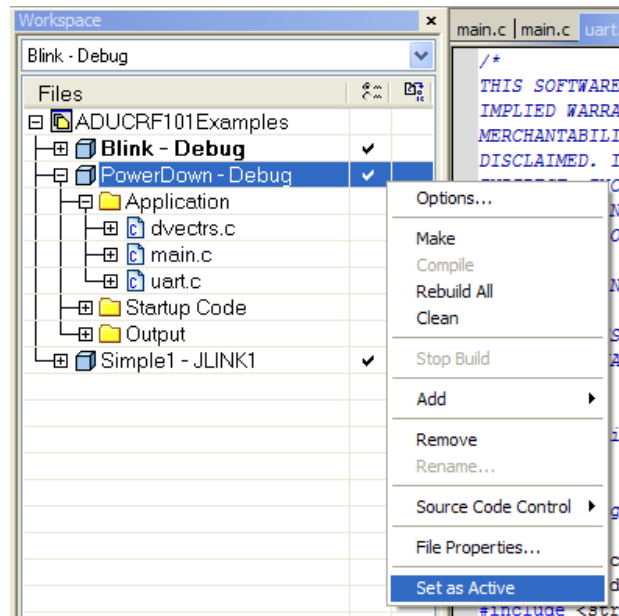 Workspace
main.c | main.c uart
Blink - Debug
Files
ADUCRF101Examples
Blink - Debug
PowerDown - Debug
Application
dvectrs.c
main.c
uart.c
Startup Code
Output
Simple1 - JLINK1
/*
THIS SOFTWARE
IMPLIED WARRA
MERCHANTABILI
DISCLAIMED. I
Options...
Make
Compile
Rebuild All
Clean
Stop Build
Add
Remove
Rename...
Source Code Control
File Properties...
Set as Active
#include <str